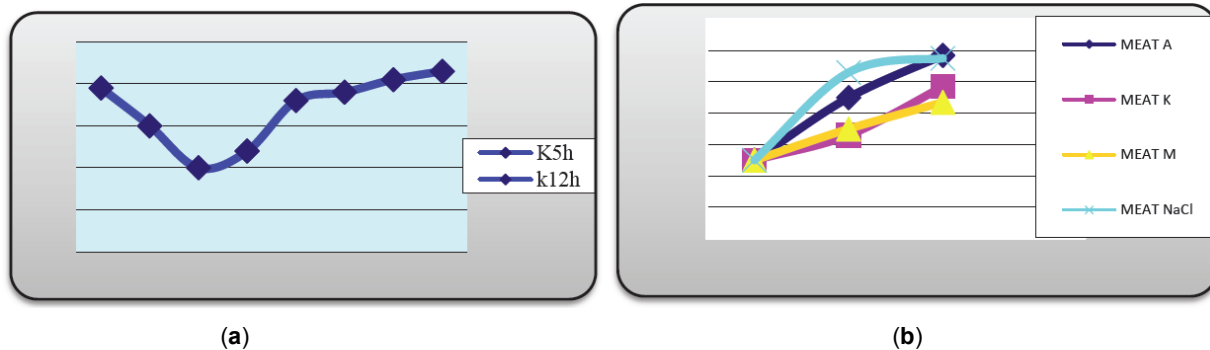 K5h
k12h
MEAT A
MEAT K
MEAT M
MEAT NaCl
(a)
(b)